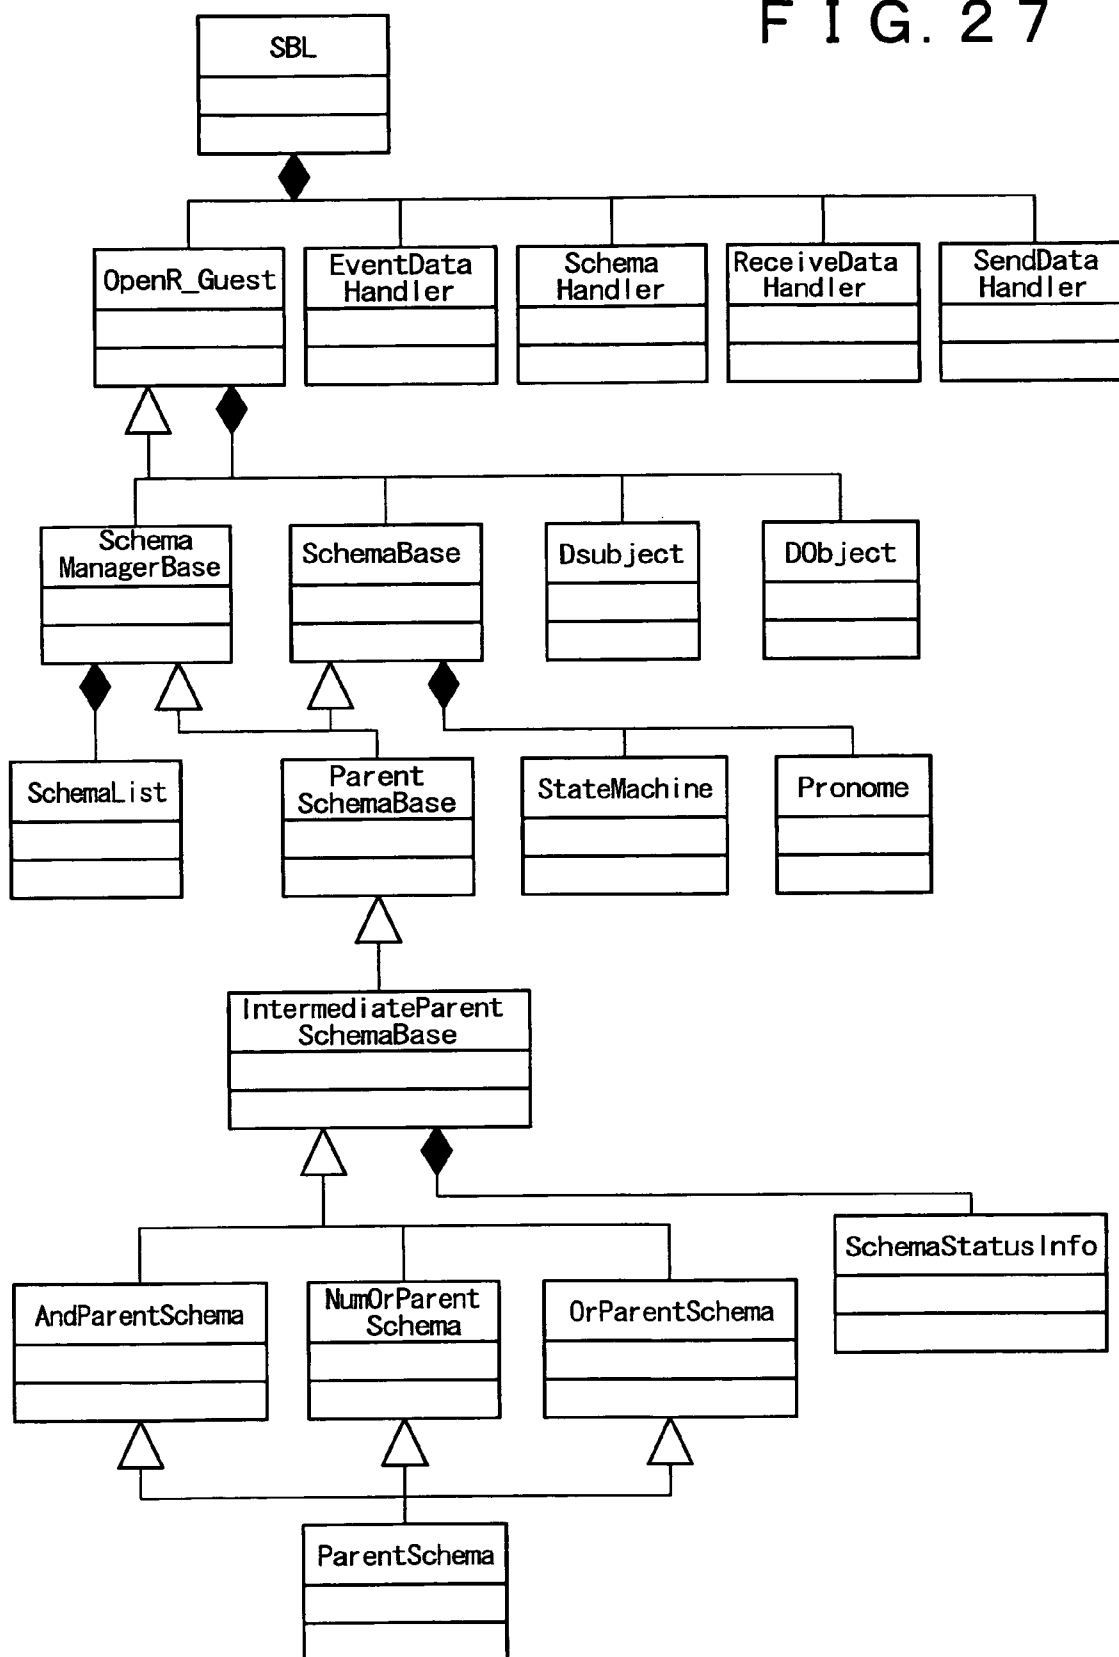 FIG. 27
SBL
OpenR_Guest
EventData
Handler
Schema
Handler
ReceiveData
Handler
SendData
Handler
Schema
ManagerBase
SchemaBase
Dsubject
DObject
SchemaList
Parent
SchemaBase
StateMachine
Pronome
IntermediateParent
SchemaBase
SchemaStatusInfo
AndParentSchema
NumOrParent
Schema
OrParentSchema
ParentSchema